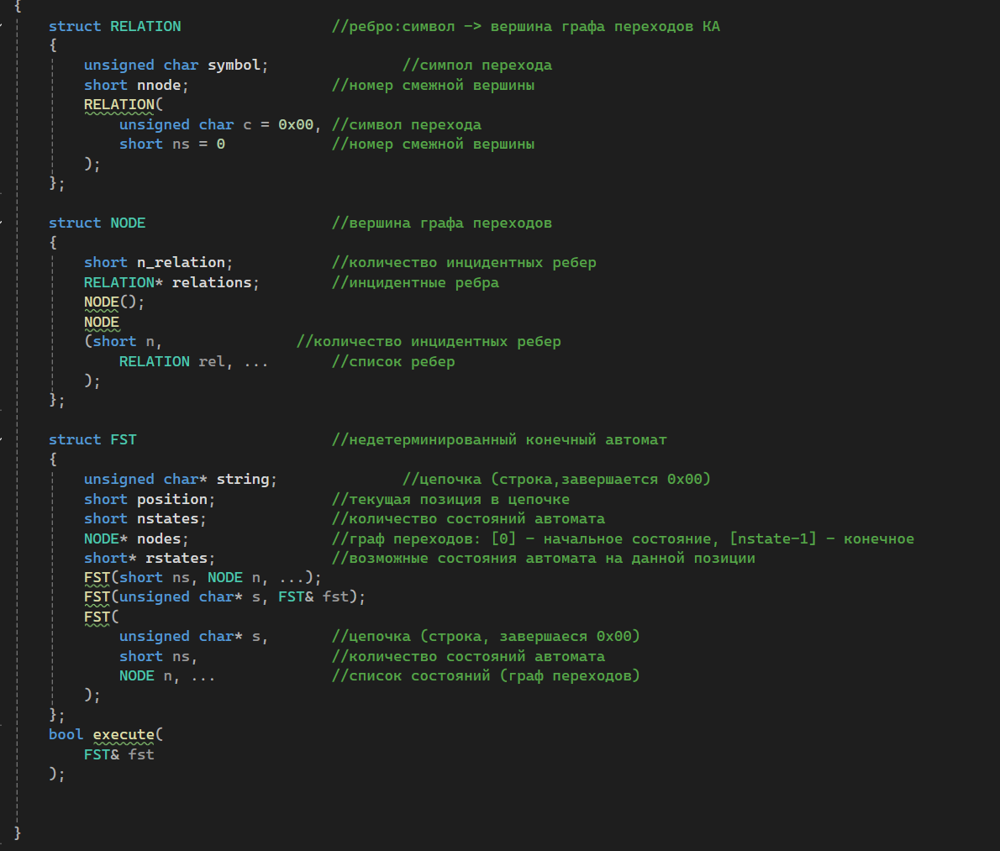 {
struct RELATION //ребро:символ -> вершина графа переходов КА
{
unsigned char symbol; //симпол перехода
short nnode; //номер смежной вершины
RELATION(
unsigned char c = 0x00, //символ перехода
short ns = 0 //номер смежной вершины
);
};
struct NODE //вершина графа переходов
{
short n_relation; //количество инцидентных ребер
RELATION* relations; //инцидентные ребра
NODE();
NODE
(short n, //количество инцидентных ребер
RELATION rel, ... //список ребер
);
};
struct FST //недетерминированный конечный автомат
{
unsigned char* string; //цепочка (строка,завершается 0x00)
short position; //текущая позиция в цепочке
short nstates; //количество состояний автомата
NODE* nodes; //граф переходов: [0] - начальное состояние, [nstate-1] - конечное
short* rstates; //возможные состояния автомата на данной позиции
FST(short ns, NODE n, ...);
FST(unsigned char* s, FST& fst);
FST(
unsigned char* s, //цепочка (строка, завершаеся 0x00)
short ns, //количество состояний автомата
NODE n, ... //список состояний (граф переходов)
);
};
bool execute(
FST& fst
);
}